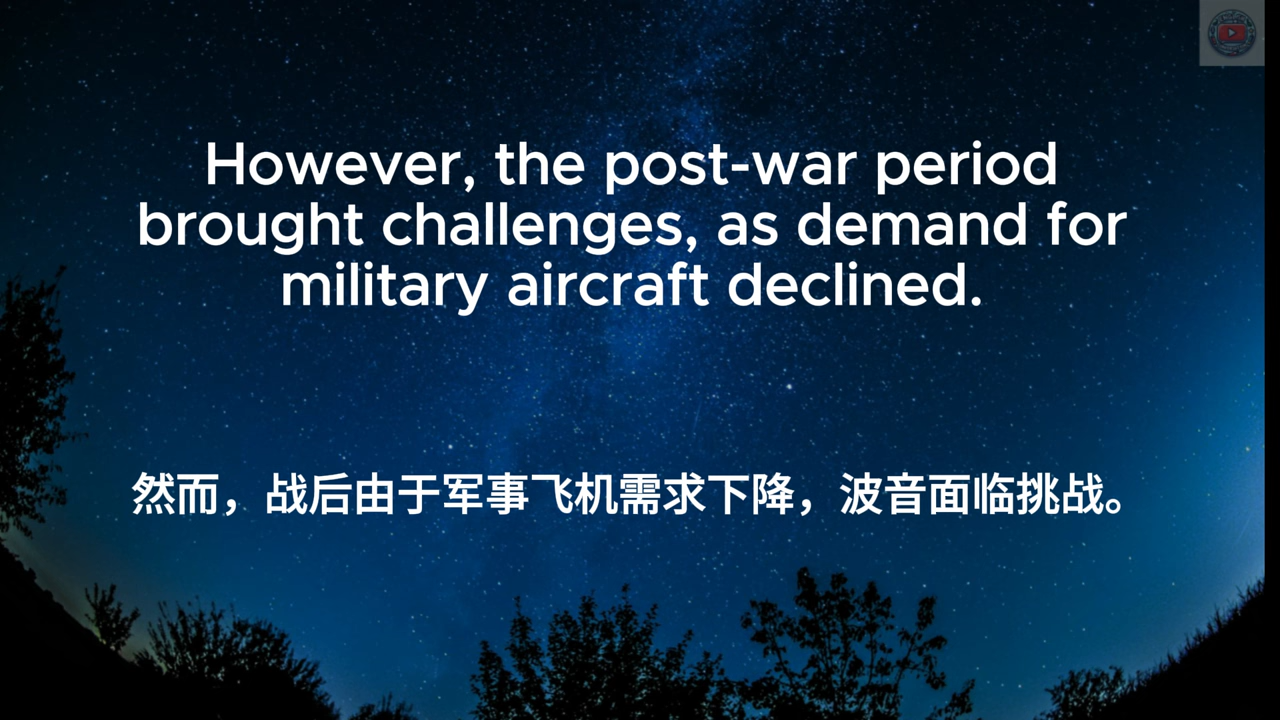 However, the post-war period
brought challenges, as demand for
military aircraft declined.
然而，战后由于军事飞机需求下降，波音面临挑战。